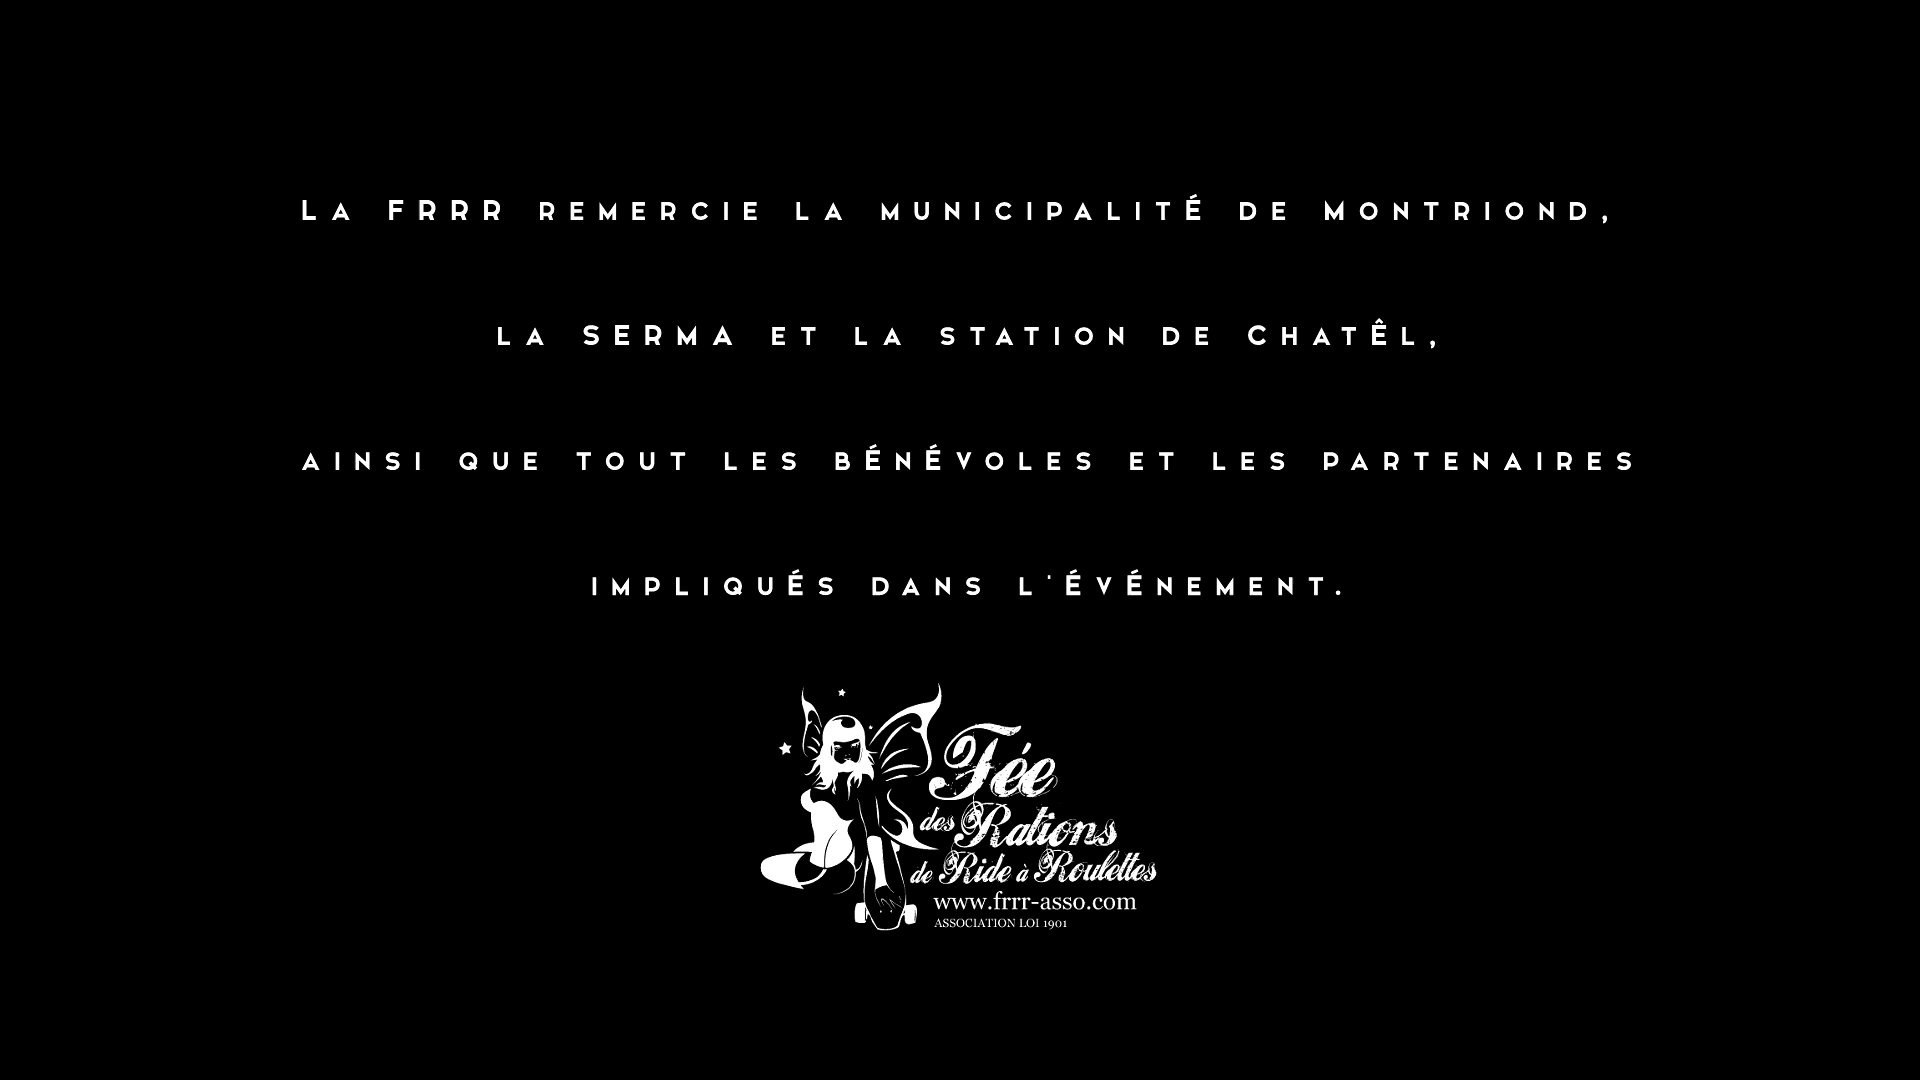 La FRRR remercie la municipalité de Montriond,
la SERMA et la station de Chatêl,
ainsi que tout les bénévoles et les partenaires
impliqués dans l'événement.
Fée
des Rations
de Ride à Roulettes
www.frrr-asso.com
ASSOCIATION LOI 1901